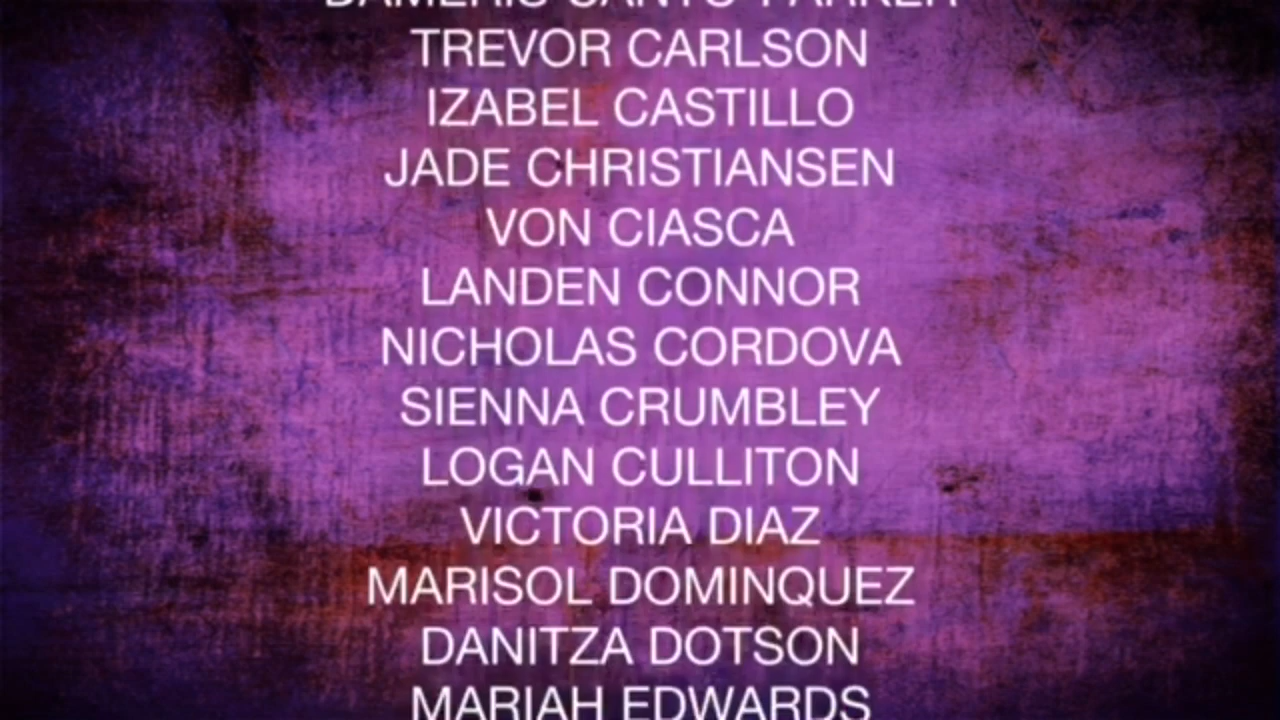 TREVOR CARLSON
IZABEL CASTILLO
JADE CHRISTIANSEN
VON CIASCA
LANDEN CONNOR
NICHOLAS CORDOVA
SIENNA CRUMBLEY
LOGAN CULLITON
VICTORIA DIAZ
MARISOL DOMINQUEZ
DANITZA DOTSON
MARIAH EDWARDS